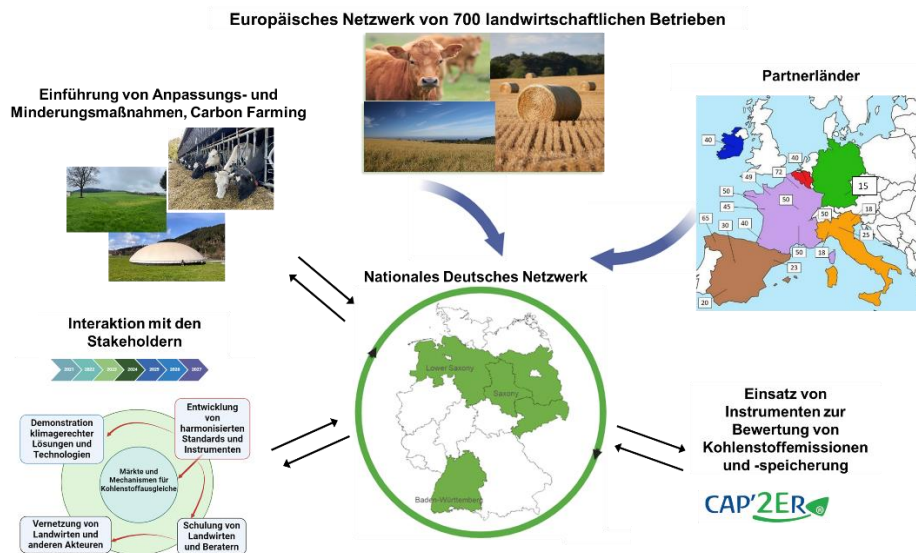 Europäisches Netzwerk von 700 landwirtschaftlichen Betrieben
Einführung von Anpassungs- und
Minderungsmaßnahmen, Carbon Farming
Partnerländer
40
40
72
49
15
50
50
45
18
50
65
40
30
25
50
18
23
20
Nationales Deutsches Netzwerk
Lower Saxony
Saxony
Baden-Württemberg
Interaktion mit den
Stakeholdern
2021
2022
2023
2024
2025
2026
2027
Demonstration
klimagerechter
Lösungen und
Technologien
Entwicklung
von
harmonisierten
Standards und
Instrumenten
Märkte und
Mechanismen für
Kohlenstoffausgleiche
Vernetzung von
Landwirten und
anderen Akteuren
Schulung von
Landwirten
und Beratern
Einsatz von
Instrumenten zur
Bewertung von
Kohlenstoffemissionen
und -speicherung
CAP'2ER®